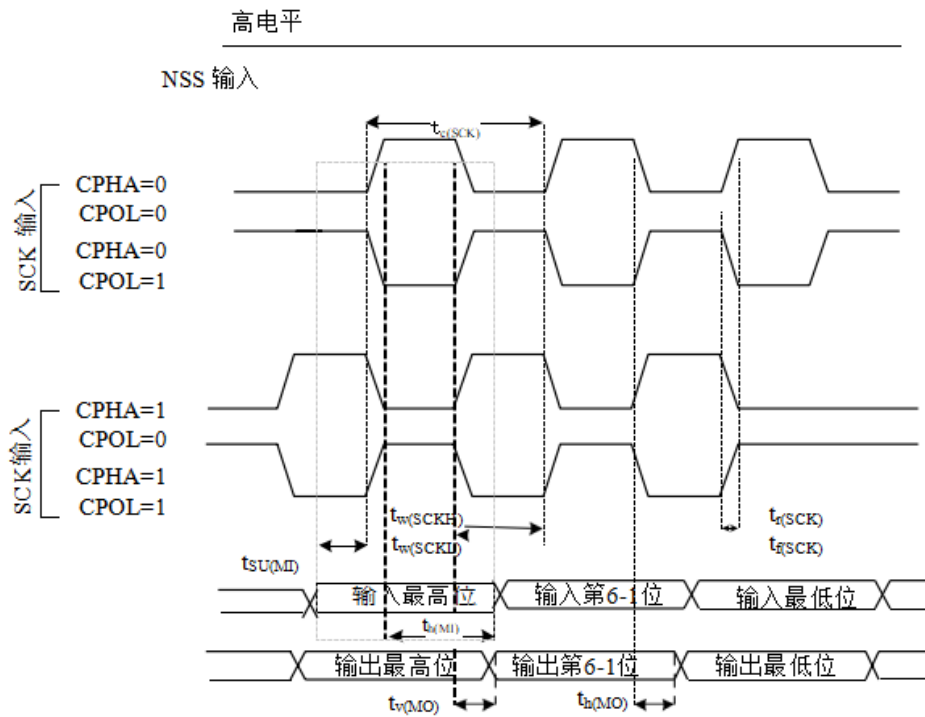 高电平
NSS 输入
tc(SCK)
SCK 输入
CPHA=0
CPOL=0
CPHA=0
CPOL=1
SCK输入
CPHA=1
CPOL=0
CPHA=1
CPOL=1
tw(SCKH)
tw(SCKL)
tr(SCK)
tf(SCK)
tSU(MI)
输入最高位
输入第6-1位
输入最低位
th(MI)
输出最高位
输出第6-1位
输出最低位
tv(MO)
th(MO)